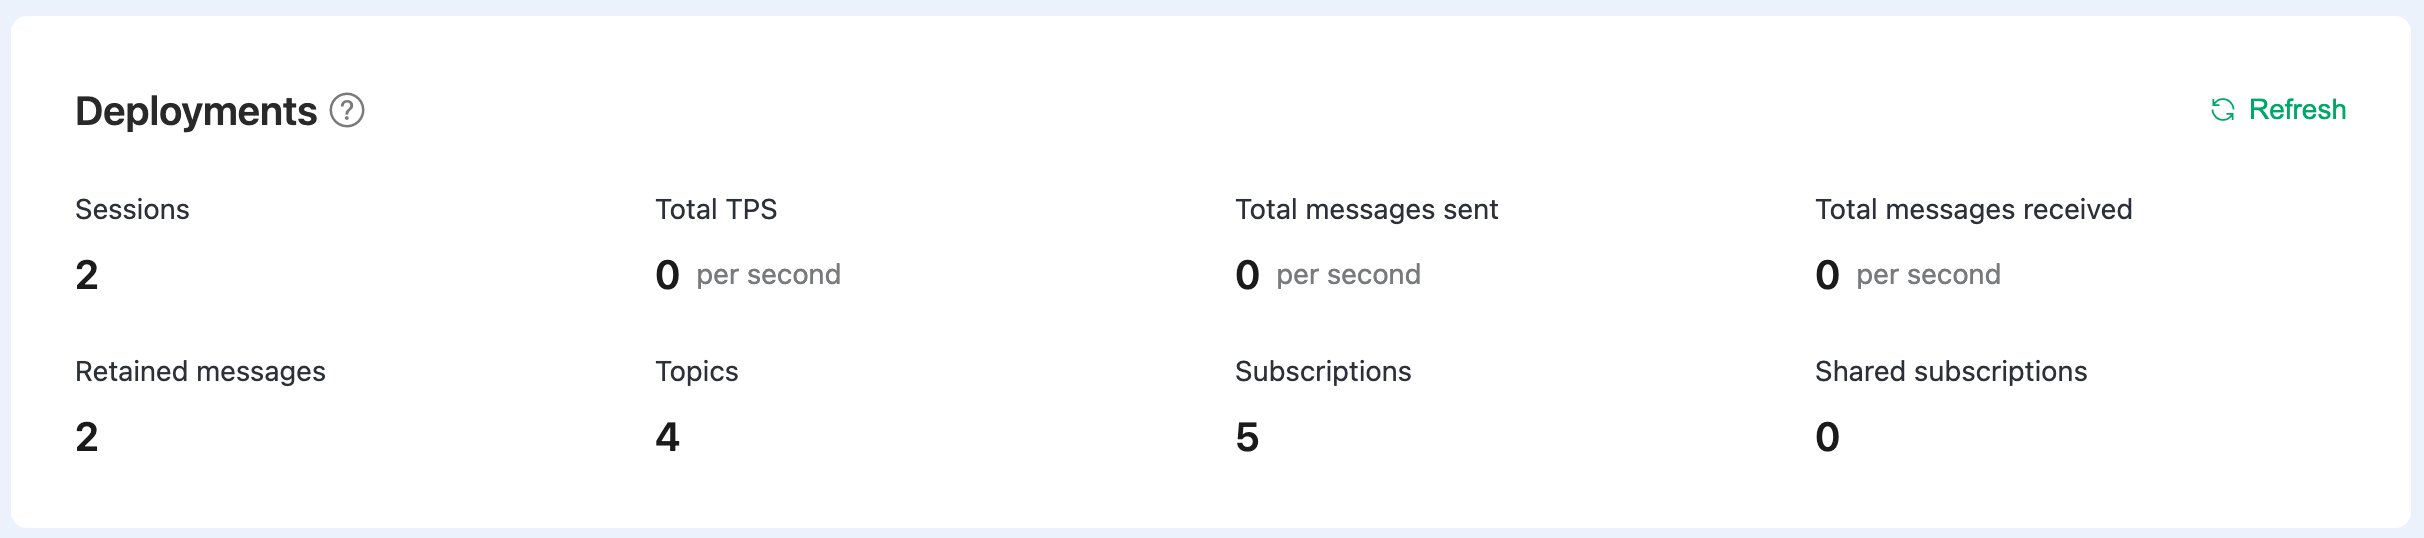 Deployments ?
Refresh
Sessions
Total TPS
Total messages sent
Total messages received
2
0 per second
0 per second
0 per second
Retained messages
Topics
Subscriptions
Shared subscriptions
2
4
5
0